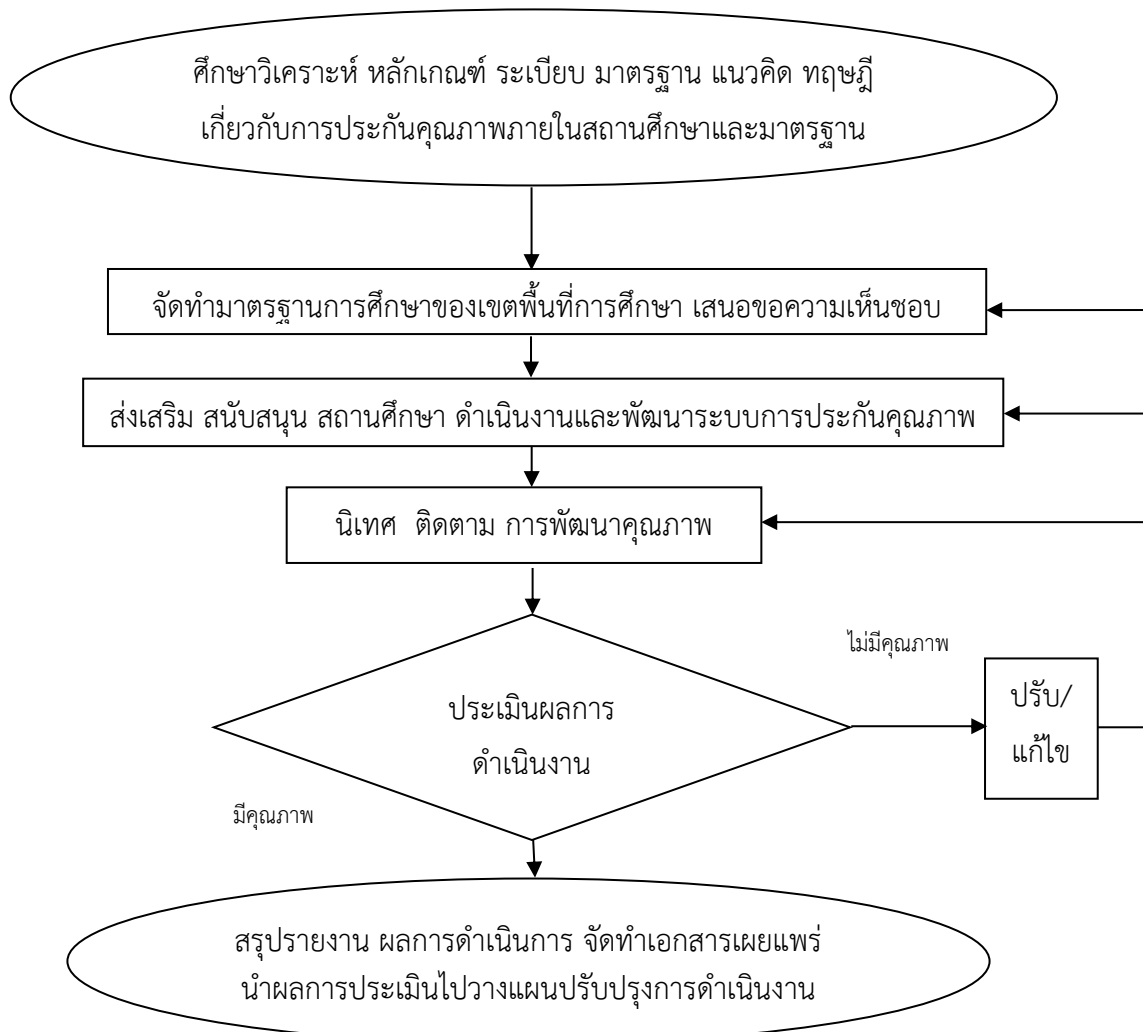 ศึกษาวิเคราะห์ หลักเกณฑ์ ระเบียบ มาตรฐาน แนวคิด ทฤษฎี
เกี่ยวกับการประกันคุณภาพภายในสถานศึกษาและมาตรฐาน
จัดทำมาตรฐานการศึกษาของเขตพื้นที่การศึกษา เสนอขอความเห็นชอบ
ส่งเสริม สนับสนุน สถานศึกษา ดำเนินงานและพัฒนาระบบการประกันคุณภาพ
นิเทศ ติดตาม การพัฒนาคุณภาพ
ไม่มีคุณภาพ
ประเมินผลการ
ดำเนินงาน
ปรับ/
แก้ไข
มีคุณภาพ
สรุปรายงาน ผลการดำเนินการ จัดทำเอกสารเผยแพร่
นำผลการประเมินไปวางแผนปรับปรุงการดำเนินงาน